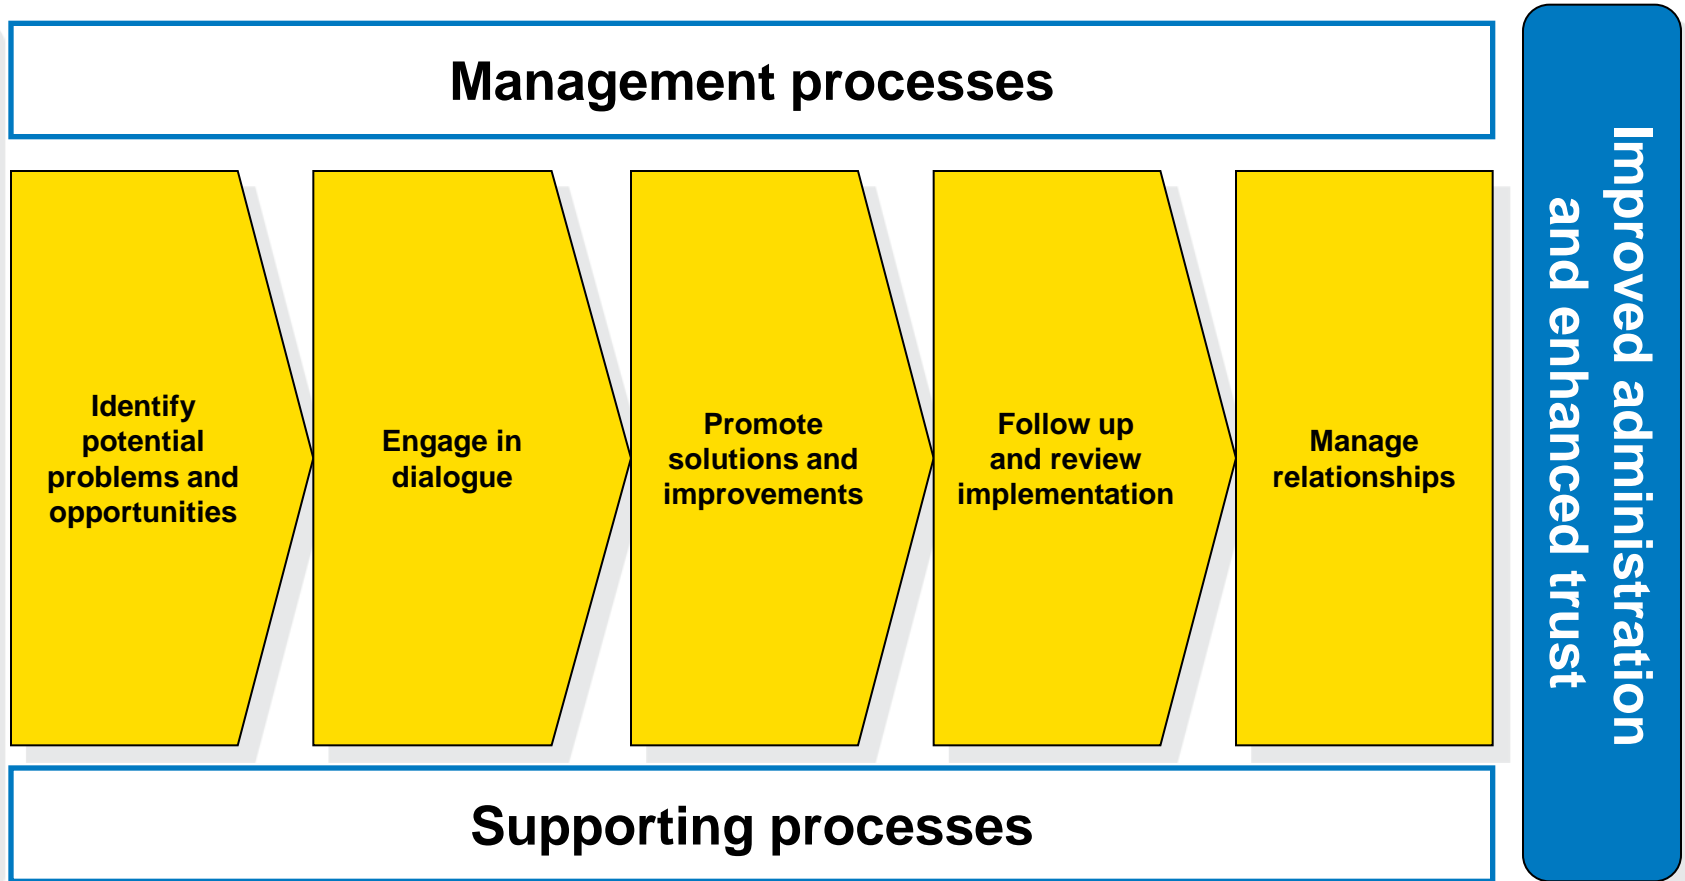 Management processes
Identify
potential
problems and
opportunities
Engage in
dialogue
Promote
solutions and
improvements
Follow up
and review
implementation
Manage
relationships
Supporting processes
Improved administration
and enhanced trust